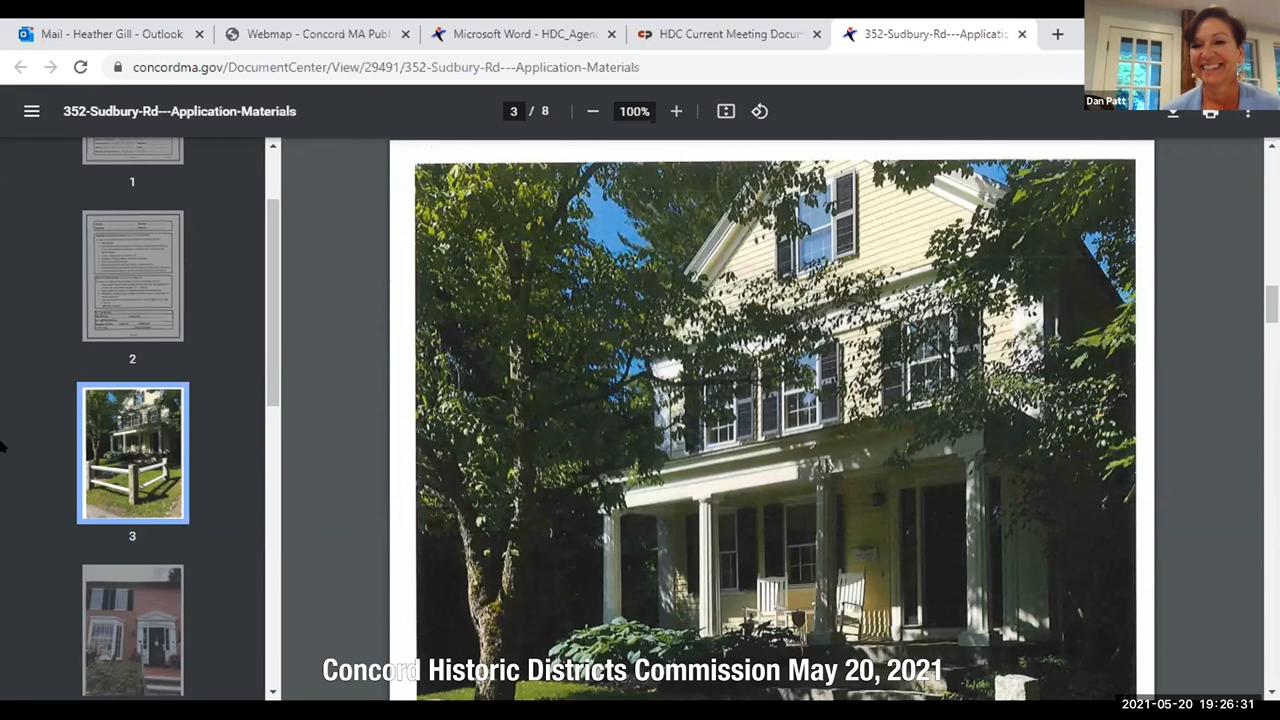 Mail - Heather Gill - Outlook
Webmap - Concord MA Publ
Microsoft Word - HDC_Agend
HDC Current Meeting Docum
352-Sudbury-Rd---Applicatio
concordma.gov/DocumentCenter/View/29491/352-Sudbury-Rd---Application-Materials
352-Sudbury-Rd---Application-Materials
3 / 8
100%
Dan Patt
1
2
3
Concord Historic Districts Commission May 20, 2021
2021-05-20 19:26:31